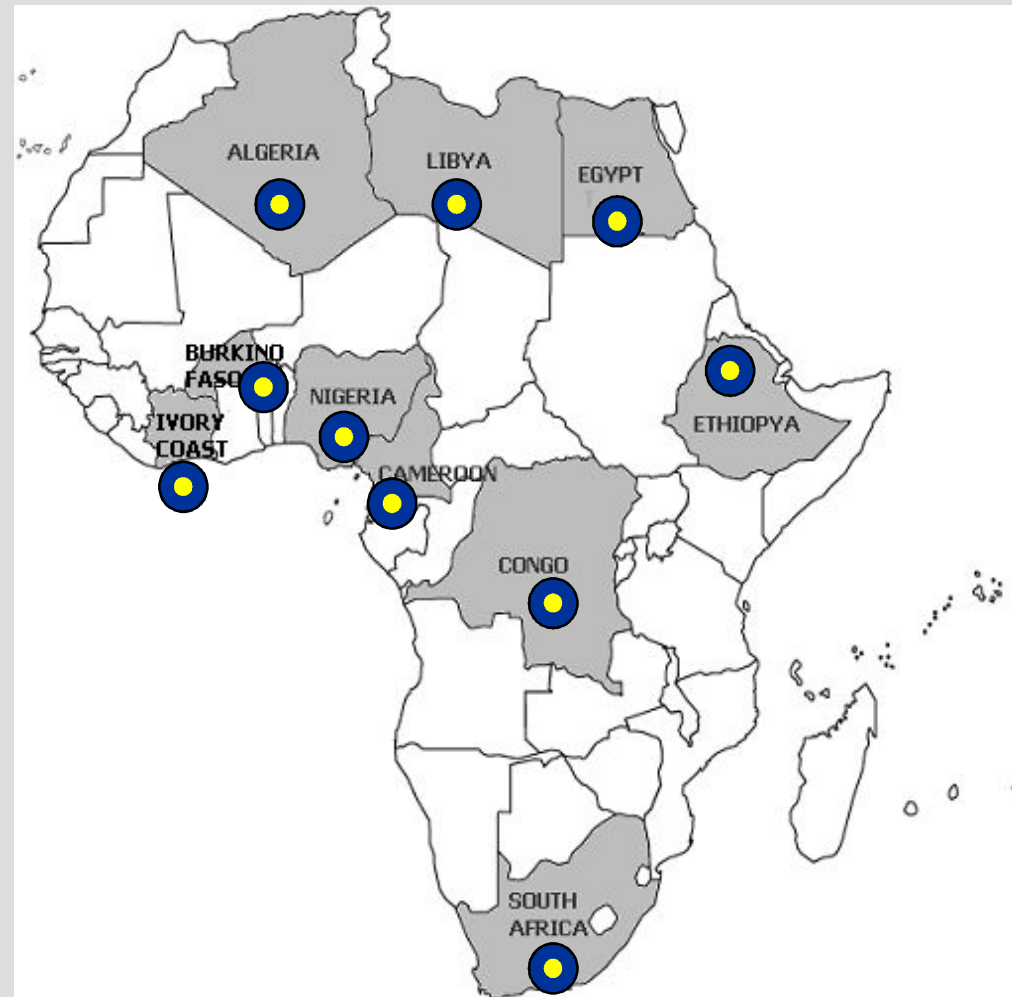 ALGERIA
LIBYA
EGYPT
BURKINO
FASO
NIGERIA
IVORY
COAST
ETHIOPYA
CAMEROON
CONGO
SOUTH
AFRICA